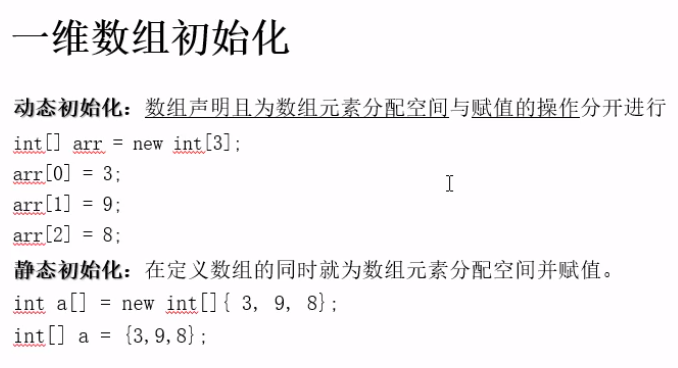 一维数组初始化
动态初始化：数组声明且为数组元素分配空间与赋值的操作分开进行
int[] arr = new int[3];
arr[0] = 3;
arr[1] = 9;
arr[2] = 8;
静态初始化：在定义数组的同时就为数组元素分配空间并赋值。
int a[] = new int[]{ 3, 9, 8};
int[] a = {3,9,8};